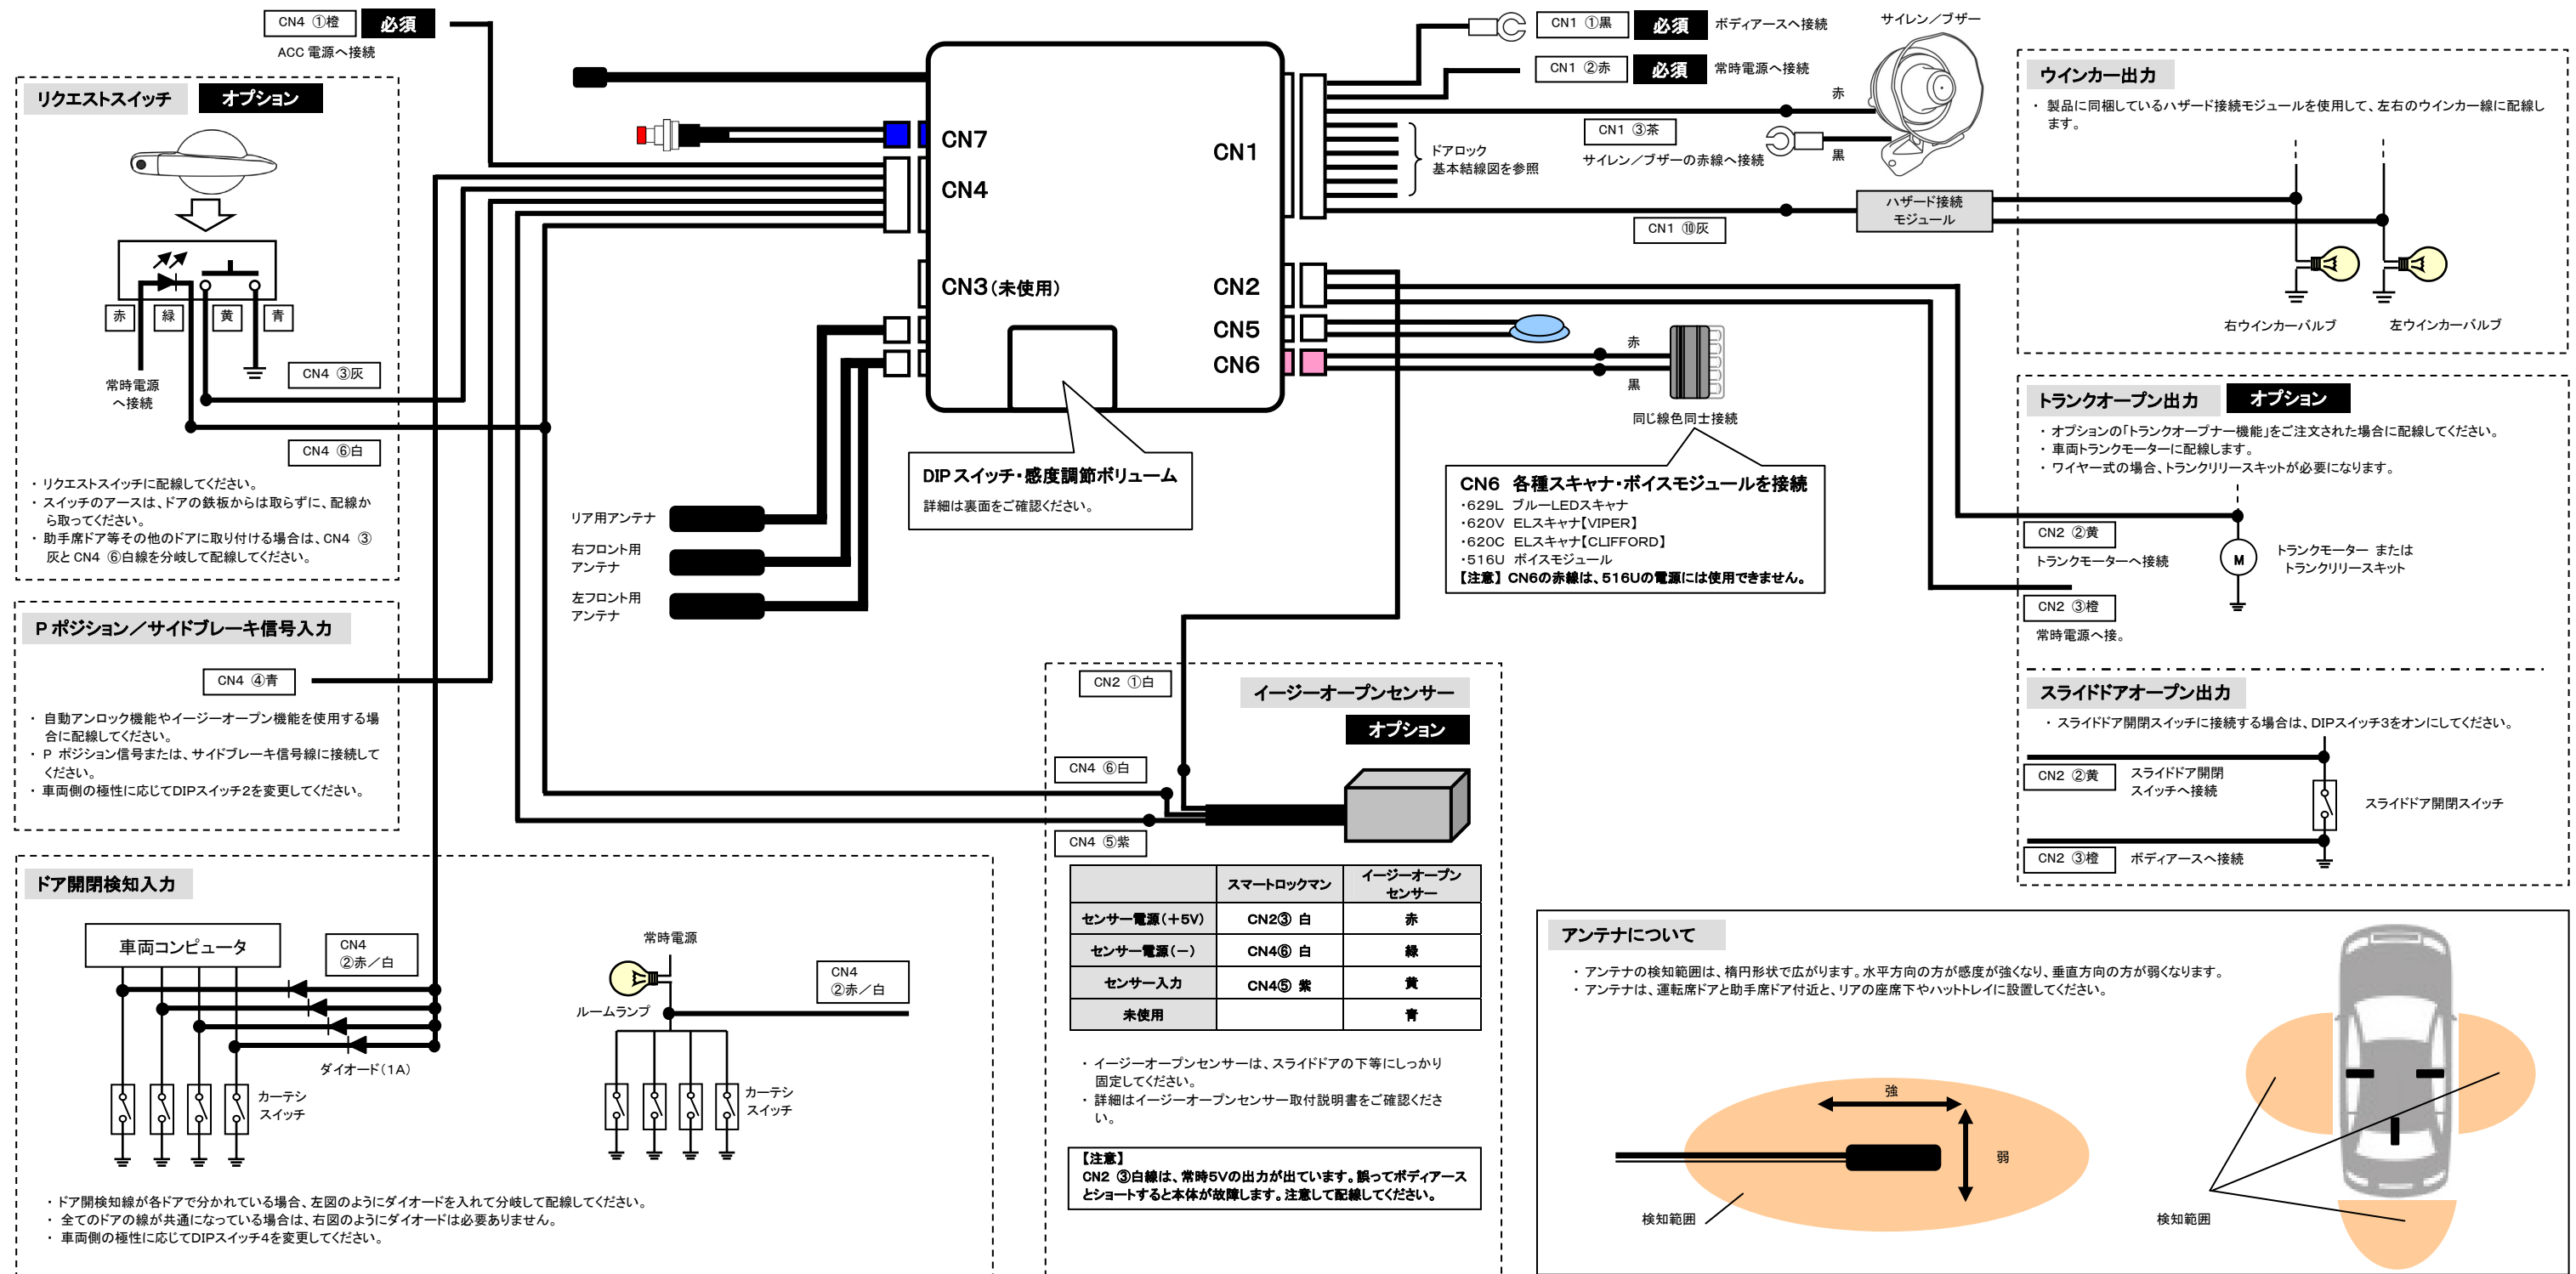 CN4 ①橙
必須
ACC 電源へ接続
リクエストスイッチ
オプション
赤
緑
黄
青
常時電源
へ接続
CN4 ③灰
CN4 ⑥白
・ リクエストスイッチに配線してください。
・ スイッチのアースは、ドアの鉄板からは取らずに、配線か
ら取ってください。
・ 助手席ドア等その他のドアに取り付ける場合は、CN4 ③
灰と CN4 ⑥白線を分岐して配線してください。
P ポジション／サイドブレーキ信号入力
CN4 ④青
・ 自動アンロック機能やイージーオープン機能を使用する場
合に配線してください。
・ P ポジション信号または、サイドブレーキ信号線に接続して
ください。
・ 車両側の極性に応じてDIPスイッチ2を変更してください。
ドア開閉検知入力
車両コンピュータ
CN4
②赤／白
ダイオード（1A）
カーテシ
スイッチ
常時電源
ルームランプ
CN4
②赤／白
カーテシ
スイッチ
・ ドア開検知線が各ドアで分かれている場合、左図のようにダイオードを入れて分岐して配線してください。
・ 全てのドアの線が共通になっている場合は、右図のようにダイオードは必要ありません。
・ 車両側の極性に応じてDIPスイッチ4を変更してください。
CN7
CN4
CN3（未使用）
CN1
CN2
CN5
CN6
DIP スイッチ・感度調節ボリューム
詳細は裏面をご確認ください。
リア用アンテナ
右フロント用
アンテナ
左フロント用
アンテナ
CN1 ①黒
必須
ボディアースへ接続
CN1 ②赤
必須
常時電源へ接続
サイレン／ブザー
赤
CN1 ③茶
サイレン／ブザーの赤線へ接続
黒
ドアロック
基本結線図を参照
CN1 ⑩灰
ハザード接続
モジュール
赤
黒
同じ線色同士接続
CN6 各種スキャナ・ボイスモジュールを接続
・629L ブルーLEDスキャナ
・620V ELスキャナ【VIPER】
・620C ELスキャナ【CLIFFORD】
・516U ボイスモジュール
【注意】 CN6の赤線は、516Uの電源には使用できません。
CN2 ①白
イージーオープンセンサー
オプション
CN4 ⑥白
CN4 ⑤紫
スマートロックマン
イージーオープン
センサー
センサー電源（＋5V） CN2③ 白 赤
センサー電源（－） CN4⑥ 白 緑
センサー入力 CN4⑤ 紫 黄
未使用 青
・ イージーオープンセンサーは、スライドドアの下等にしっかり
固定してください。
・ 詳細はイージーオープンセンサー取付説明書をご確認くださ
い。
【注意】
CN2 ③白線は、常時5Vの出力が出ています。誤ってボディアース
とショートすると本体が故障します。注意して配線してください。
ウインカー出力
・ 製品に同梱しているハザード接続モジュールを使用して、左右のウインカー線に配線し
ます。
右ウインカーバルブ
左ウインカーバルブ
トランクオープン出力
オプション
・ オプションの「トランクオープナー機能」をご注文された場合に配線してください。
・ 車両トランクモーターに配線します。
・ ワイヤー式の場合、トランクリリースキットが必要になります。
CN2 ②黄
トランクモーターへ接続
M
トランクモーター または
トランクリリースキット
CN2 ③橙
常時電源へ接。
スライドドアオープン出力
・ スライドドア開閉スイッチに接続する場合は、DIPスイッチ3をオンにしてください。
CN2 ②黄
スライドドア開閉
スイッチへ接続
スライドドア開閉スイッチ
CN2 ③橙
ボディアースへ接続
アンテナについて
・ アンテナの検知範囲は、楕円形状で広がります。水平方向の方が感度が強くなり、垂直方向の方が弱くなります。
・ アンテナは、運転席ドアと助手席ドア付近と、リアの座席下やハットトレイに設置してください。
強
弱
検知範囲
検知範囲